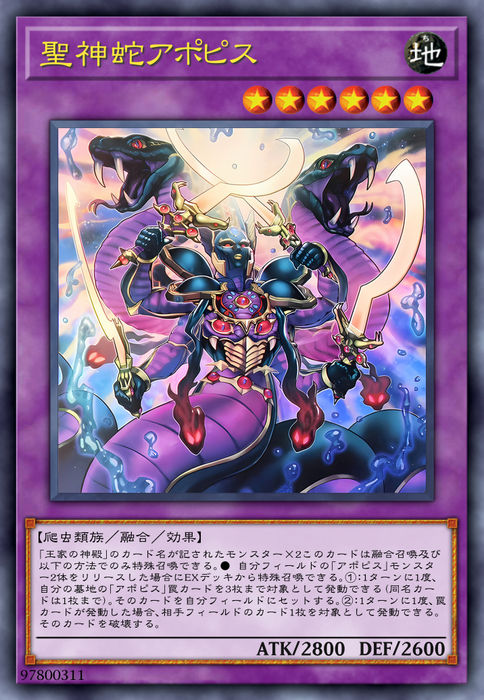 聖神蛇アポピス
地
ち
【爬虫類族/融合/効果】
「王家の神殿」のカード名が記されたモンスター×2このカードは融合召喚及び
以下の方法でのみ特殊召喚できる。● 自分フィールドの「アポピス」モンスタ
ー2体をリリースした場合にEXデッキから特殊召喚できる。①:1ターンに1度、
自分の墓地の「アポピス」罠カードを3枚まで対象として発動できる(同名カー
ドは1枚まで)。そのカードを自分フィールドにセットする。②:1ターンに1度、罠
カードが発動した場合、相手フィールドのカード1枚を対象として発動できる。
そのカードを破壊する。
ATK/2800 DEF/2600
97800311